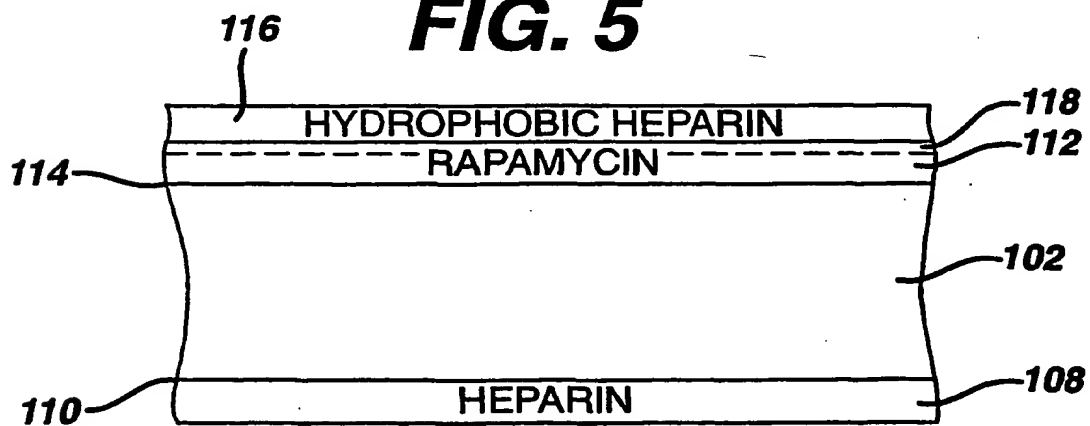 FIG. 5
116
HYDROPHOBIC HEPARIN
118
RAPAMYCIN
112
114
102
110
HEPARIN
108